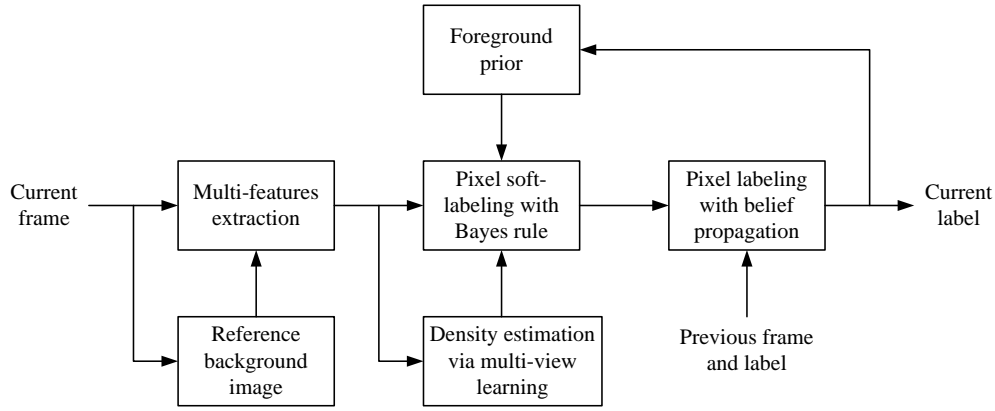 Foreground
prior
Current
frame
Multi-features
extraction
Pixel soft-
labeling with
Bayes rule
Pixel labeling
with belief
propagation
Current
label
Reference
background
image
Density estimation
via multi-view
learning
Previous frame
and label